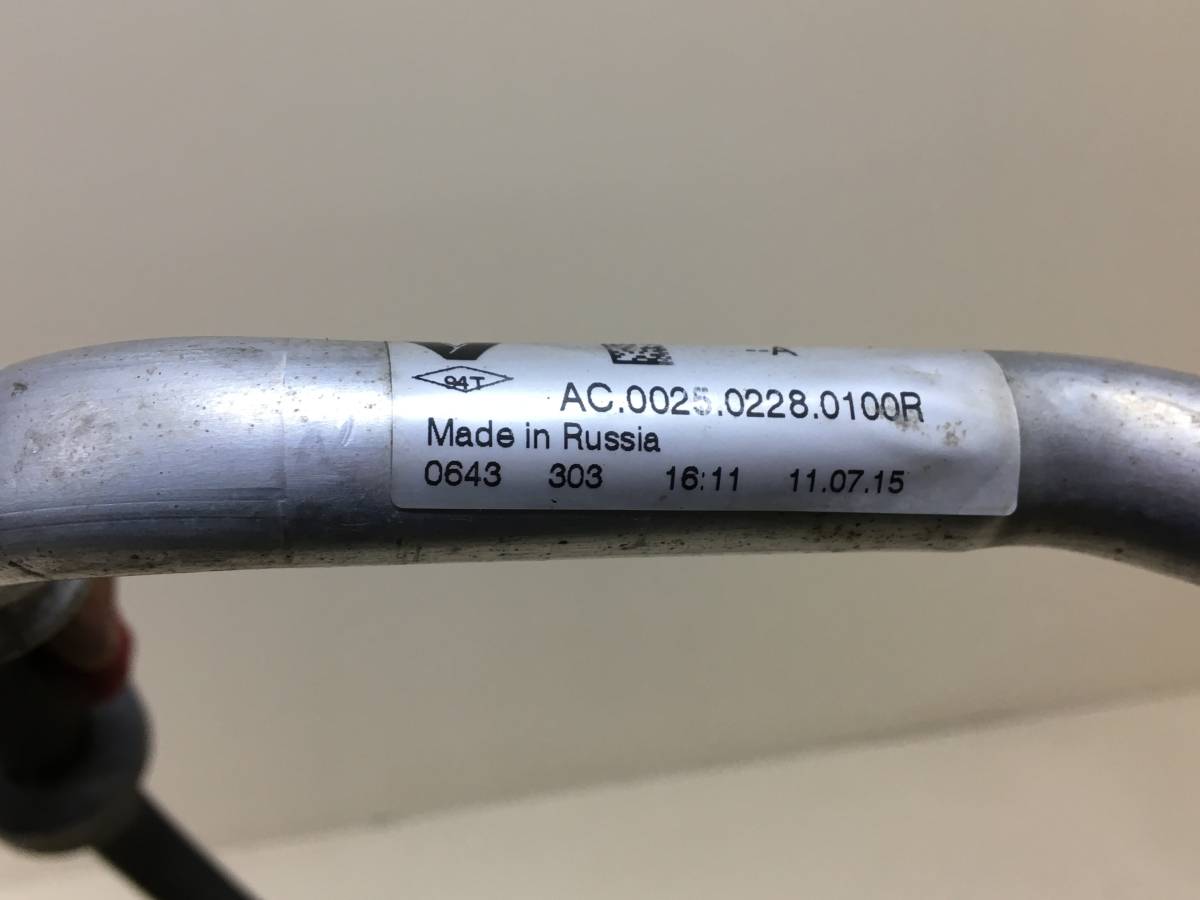 94T
AC.0025.0228.0100R
Made in Russia
0643 303 16:11 11.07.15